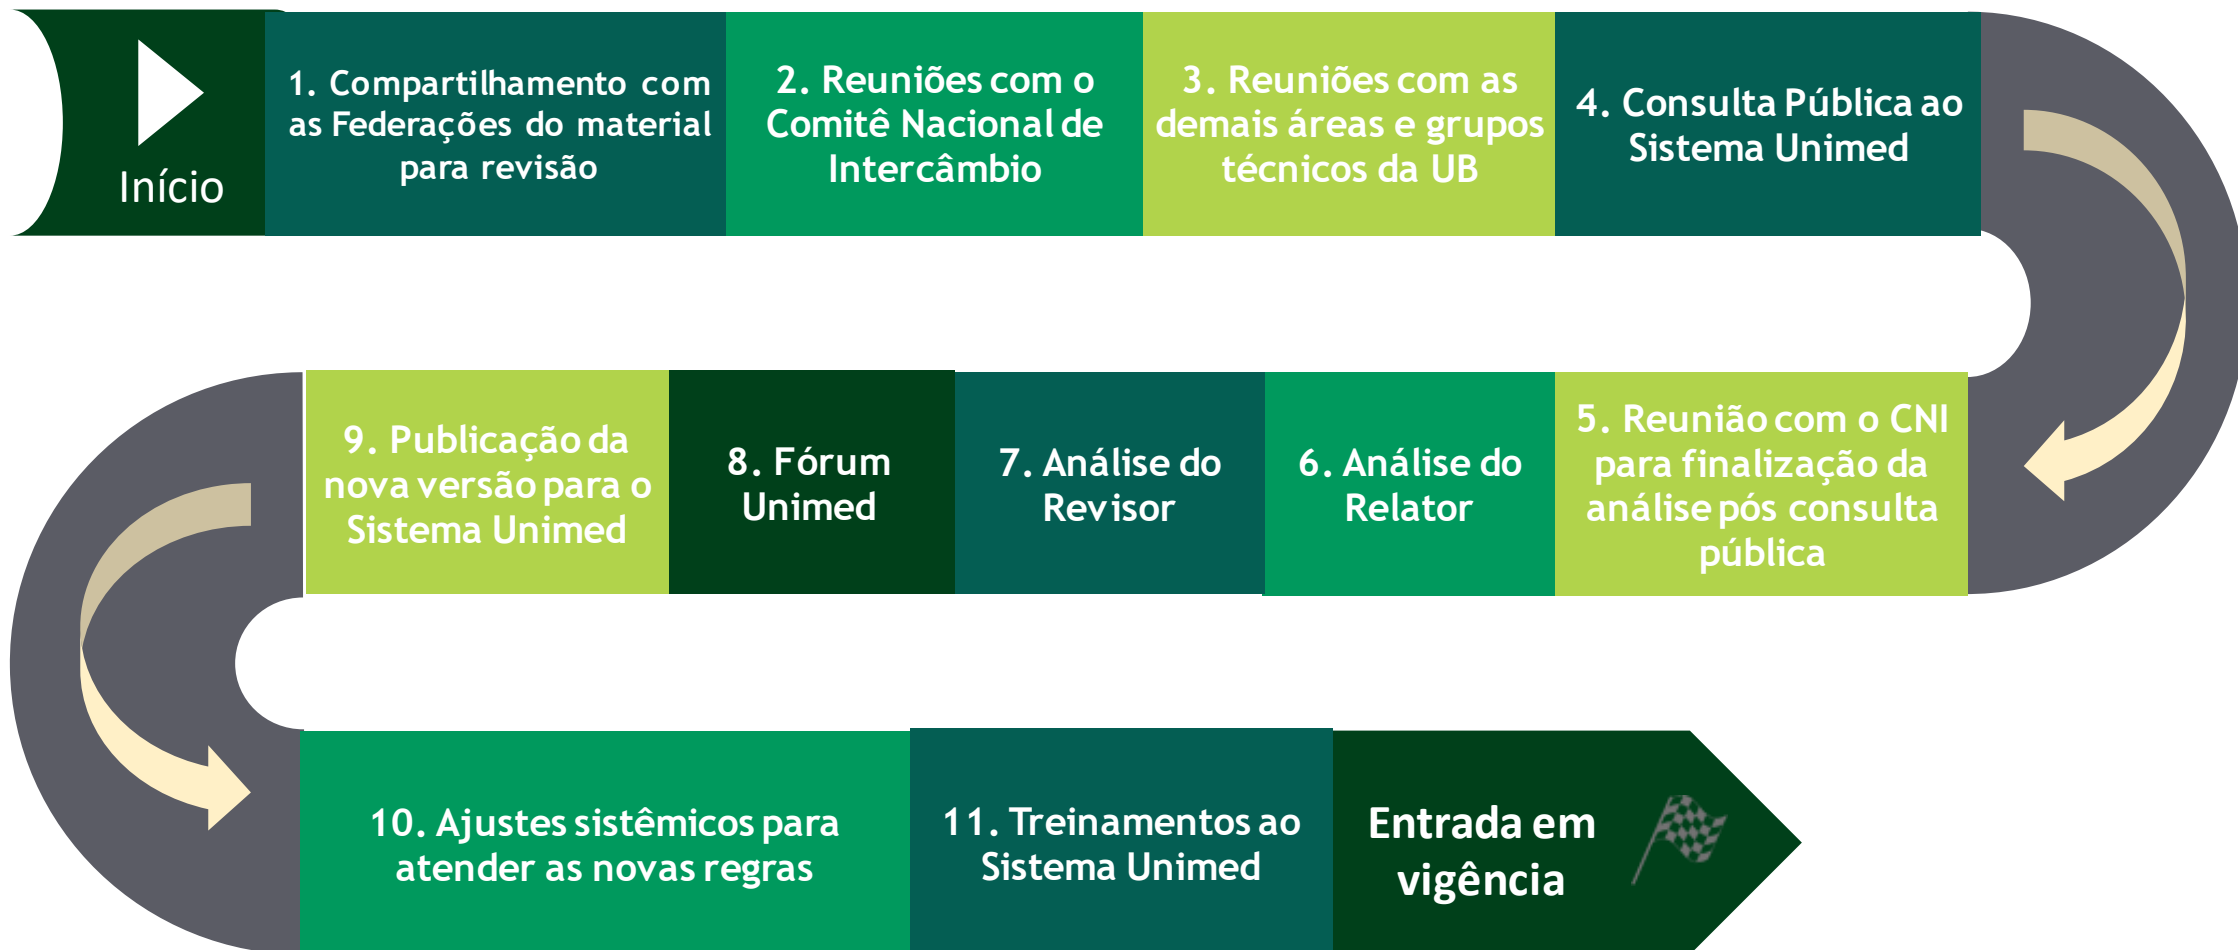 Início
1. Compartilhamento com
as Federações do material
para revisão
2. Reuniões com o
Comitê Nacional de
Intercâmbio
3. Reuniões com as
demais áreas e grupos
técnicos da UB
4. Consulta Pública ao
Sistema Unimed
5. Reunião com o CNI
para finalização da
análise pós consulta
pública
6. Análise do
Relator
7. Análise do
Revisor
8. Fórum
Unimed
9. Publicação da
nova versão para o
Sistema Unimed
10. Ajustes sistêmicos para
atender as novas regras
11. Treinamentos ao
Sistema Unimed
Entrada em
vigência